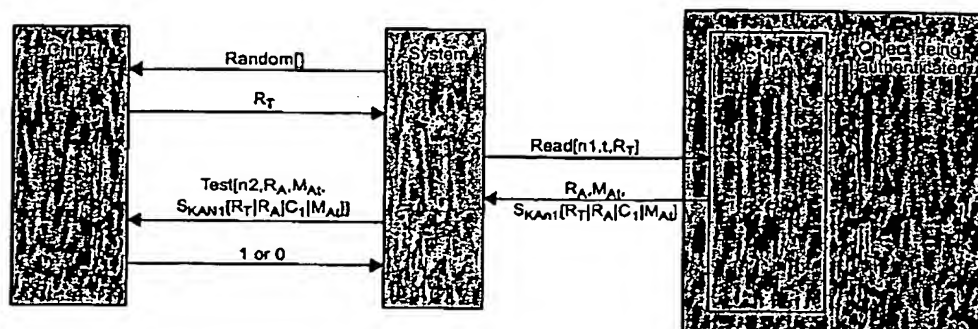 ChipT
System
ChipA
Object being
authenticated
Random[]
R_T
Read[n1,t,R_T]
Test[n2,R_A,M_At,
S_KAN1[R_T|R_A|C_1|M_At]]
R_A,M_At,
S_KAn1[R_T|R_A|C_1|M_At]
1 or 0